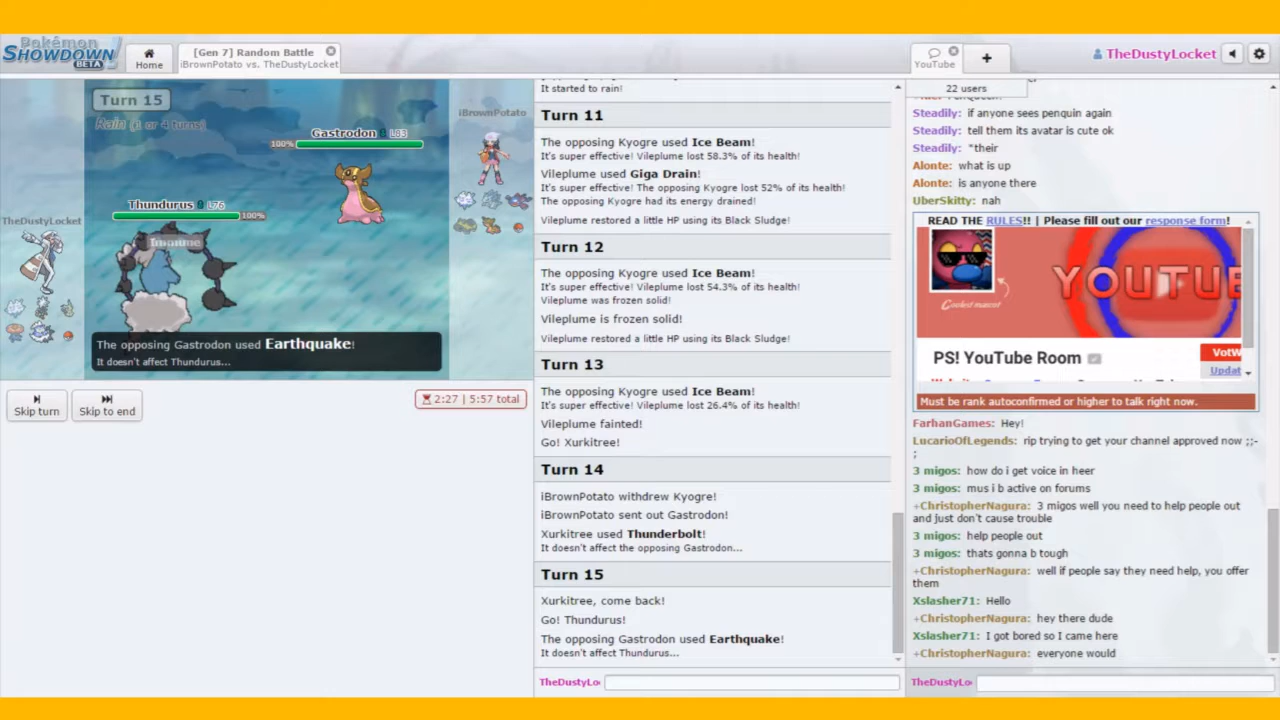 Pokémon
SHOWDOWN
BETA
Home
[Gen 7] Random Battle
iBrownPotato vs. TheDustyLocket
YouTube
+
TheDustyLocket
22 users
Turn 15
Rain
Gastrodon L83
100%
Thundurus L76
100%
Immune
iBrownPotato
TheDustyLocket
The opposing Gastrodon used Earthquake!
It doesn't affect Thundurus...
Skip turn
Skip to end
2:27 | 5:57 total
It started to rain!
Turn 11
The opposing Kyogre used Ice Beam!
It's super effective! Vileplume lost 58.3% of its health!
Vileplume used Giga Drain!
It's super effective! The opposing Kyogre lost 52% of its health!
The opposing Kyogre had its energy drained!
Vileplume restored a little HP using its Black Sludge!
Turn 12
The opposing Kyogre used Ice Beam!
It's super effective! Vileplume lost 54.3% of its health!
Vileplume was frozen solid!
Vileplume is frozen solid!
Vileplume restored a little HP using its Black Sludge!
Turn 13
The opposing Kyogre used Ice Beam!
It's super effective! Vileplume lost 26.4% of its health!
Vileplume fainted!
Go! Xurkitree!
Turn 14
iBrownPotato withdrew Kyogre!
iBrownPotato sent out Gastrodon!
Xurkitree used Thunderbolt!
It doesn't affect the opposing Gastrodon...
Turn 15
Xurkitree, come back!
Go! Thundurus!
The opposing Gastrodon used Earthquake!
It doesn't affect Thundurus...
TheDustyLo
Steadily: if anyone sees penquin again
Steadily: tell them its avatar is cute ok
Steadily: *their
Alonte: what is up
Alonte: is anyone there
UberSkitty: nah
READ THE RULES!! | Please fill out our response form!
Coolest mascot
YOUTUBE
PS! YouTube Room
VotW
Updat
Must be rank autoconfirmed or higher to talk right now.
FarhanGames: Hey!
LucarioOfLegends: rip trying to get your channel approved now ;;-
;
3 migos: how do i get voice in heer
3 migos: mus i b active on forums
+ChristopherNagura: 3 migos well you need to help people out
and just don't cause trouble
3 migos: help people out
3 migos: thats gonna b tough
+ChristopherNagura: well if people say they need help, you offer
them
Xslasher71: Hello
+ChristopherNagura: hey there dude
Xslasher71: I got bored so I came here
+ChristopherNagura: everyone would
TheDustyLo